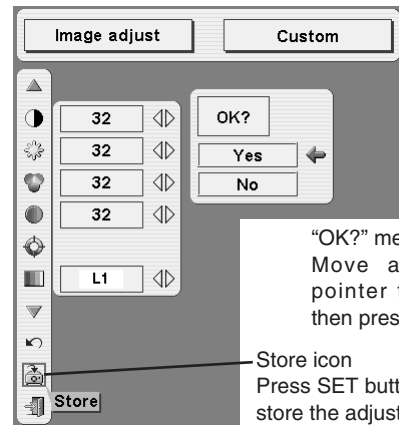 Image adjust Custom
32
32
32
32
L1
OK?
Yes
No
Store
“OK?” me
Move a
pointer
then pres
Store icon
Press SET butt
store the adjust